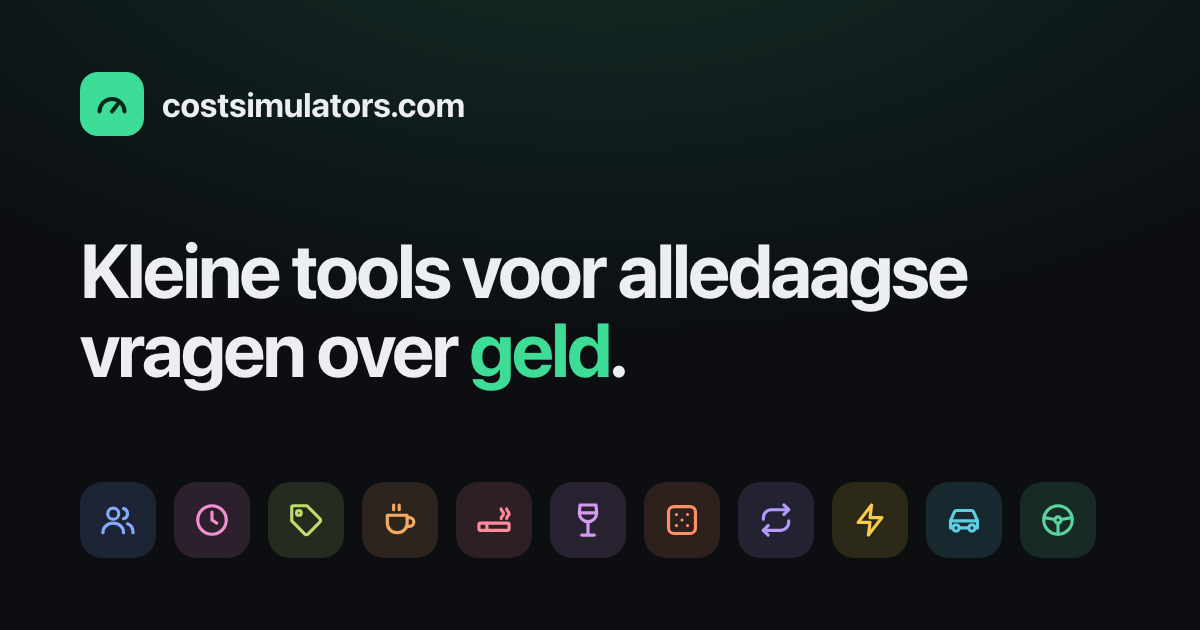 costsimulators.com
Kleine tools voor alledaagse
vragen over geld.